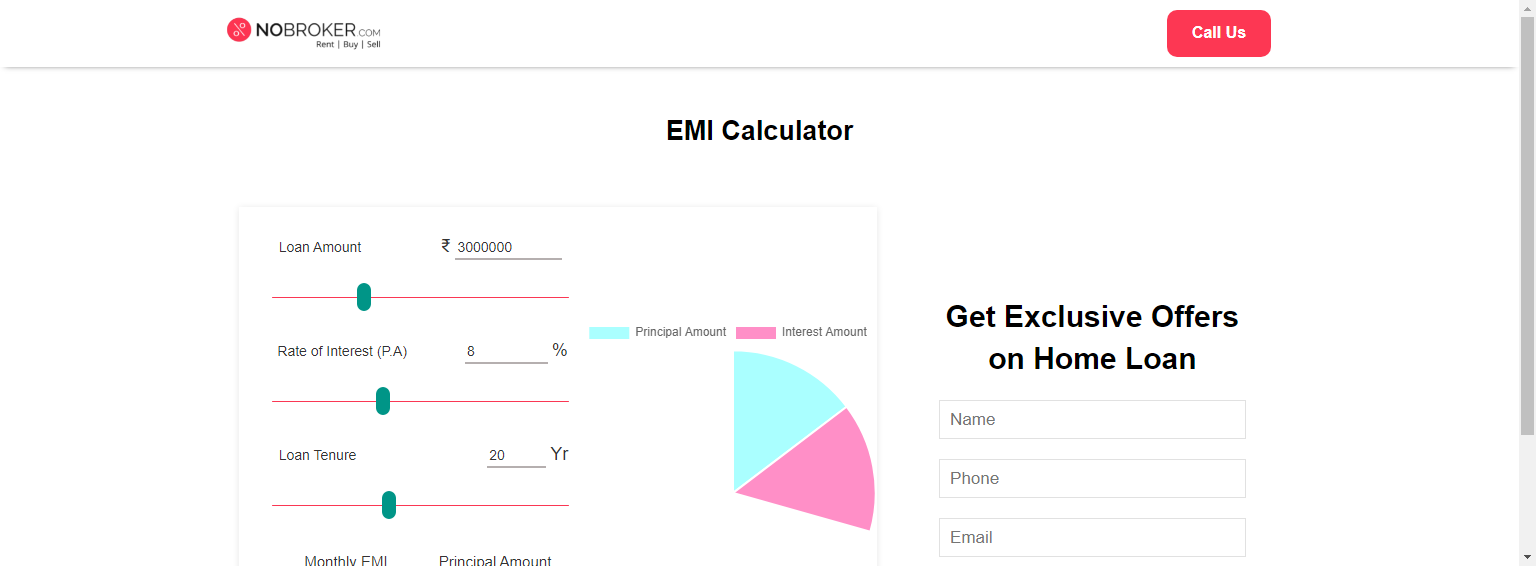 NOBROKER.COM
Rent | Buy | Sell
Call Us
EMI Calculator
Loan Amount ₹ 3000000
Rate of Interest (P.A) 8 %
Loan Tenure 20 Yr
Monthly EMI Principal Amount
Principal Amount Interest Amount
Get Exclusive Offers
on Home Loan
Name
Phone
Email